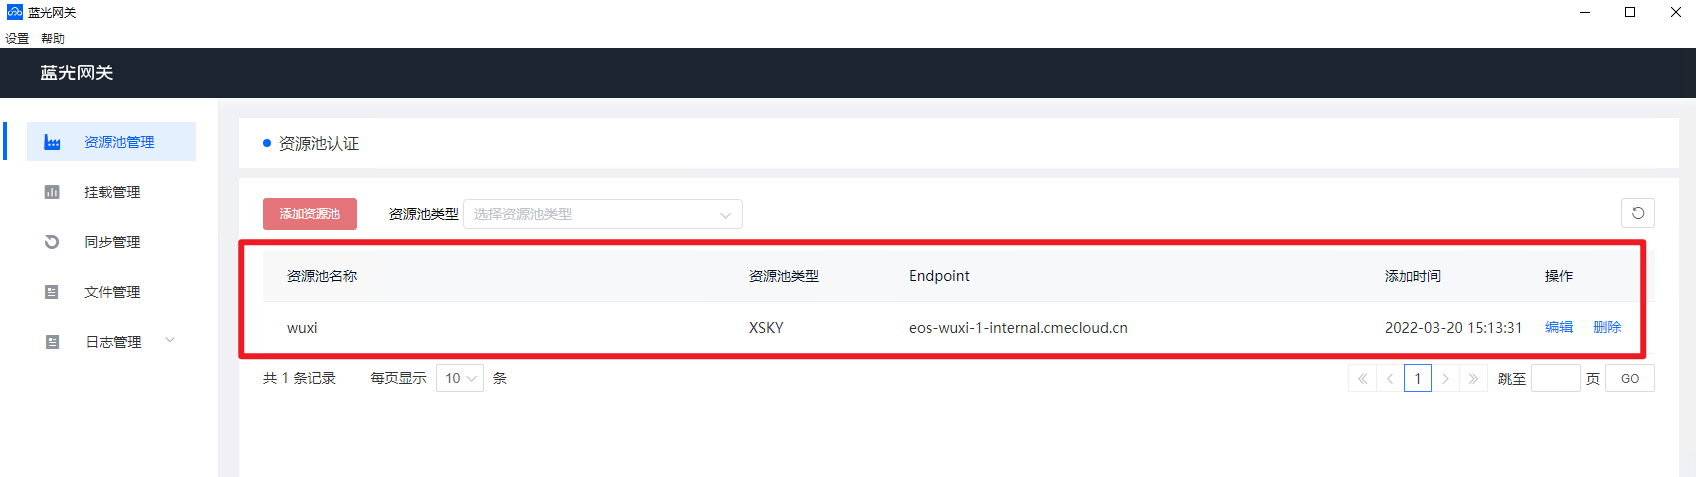 蓝光网关
设置 帮助
蓝光网关
资源池管理
挂载管理
同步管理
文件管理
日志管理
资源池认证
添加资源池 资源池类型 选择资源池类型
资源池名称 资源池类型 Endpoint 添加时间 操作
wuxi XSKY eos-wuxi-1-internal.cmecloud.cn 2022-03-20 15:13:31 编辑 删除
共 1 条记录 每页显示 10 条 1 跳至 页 GO